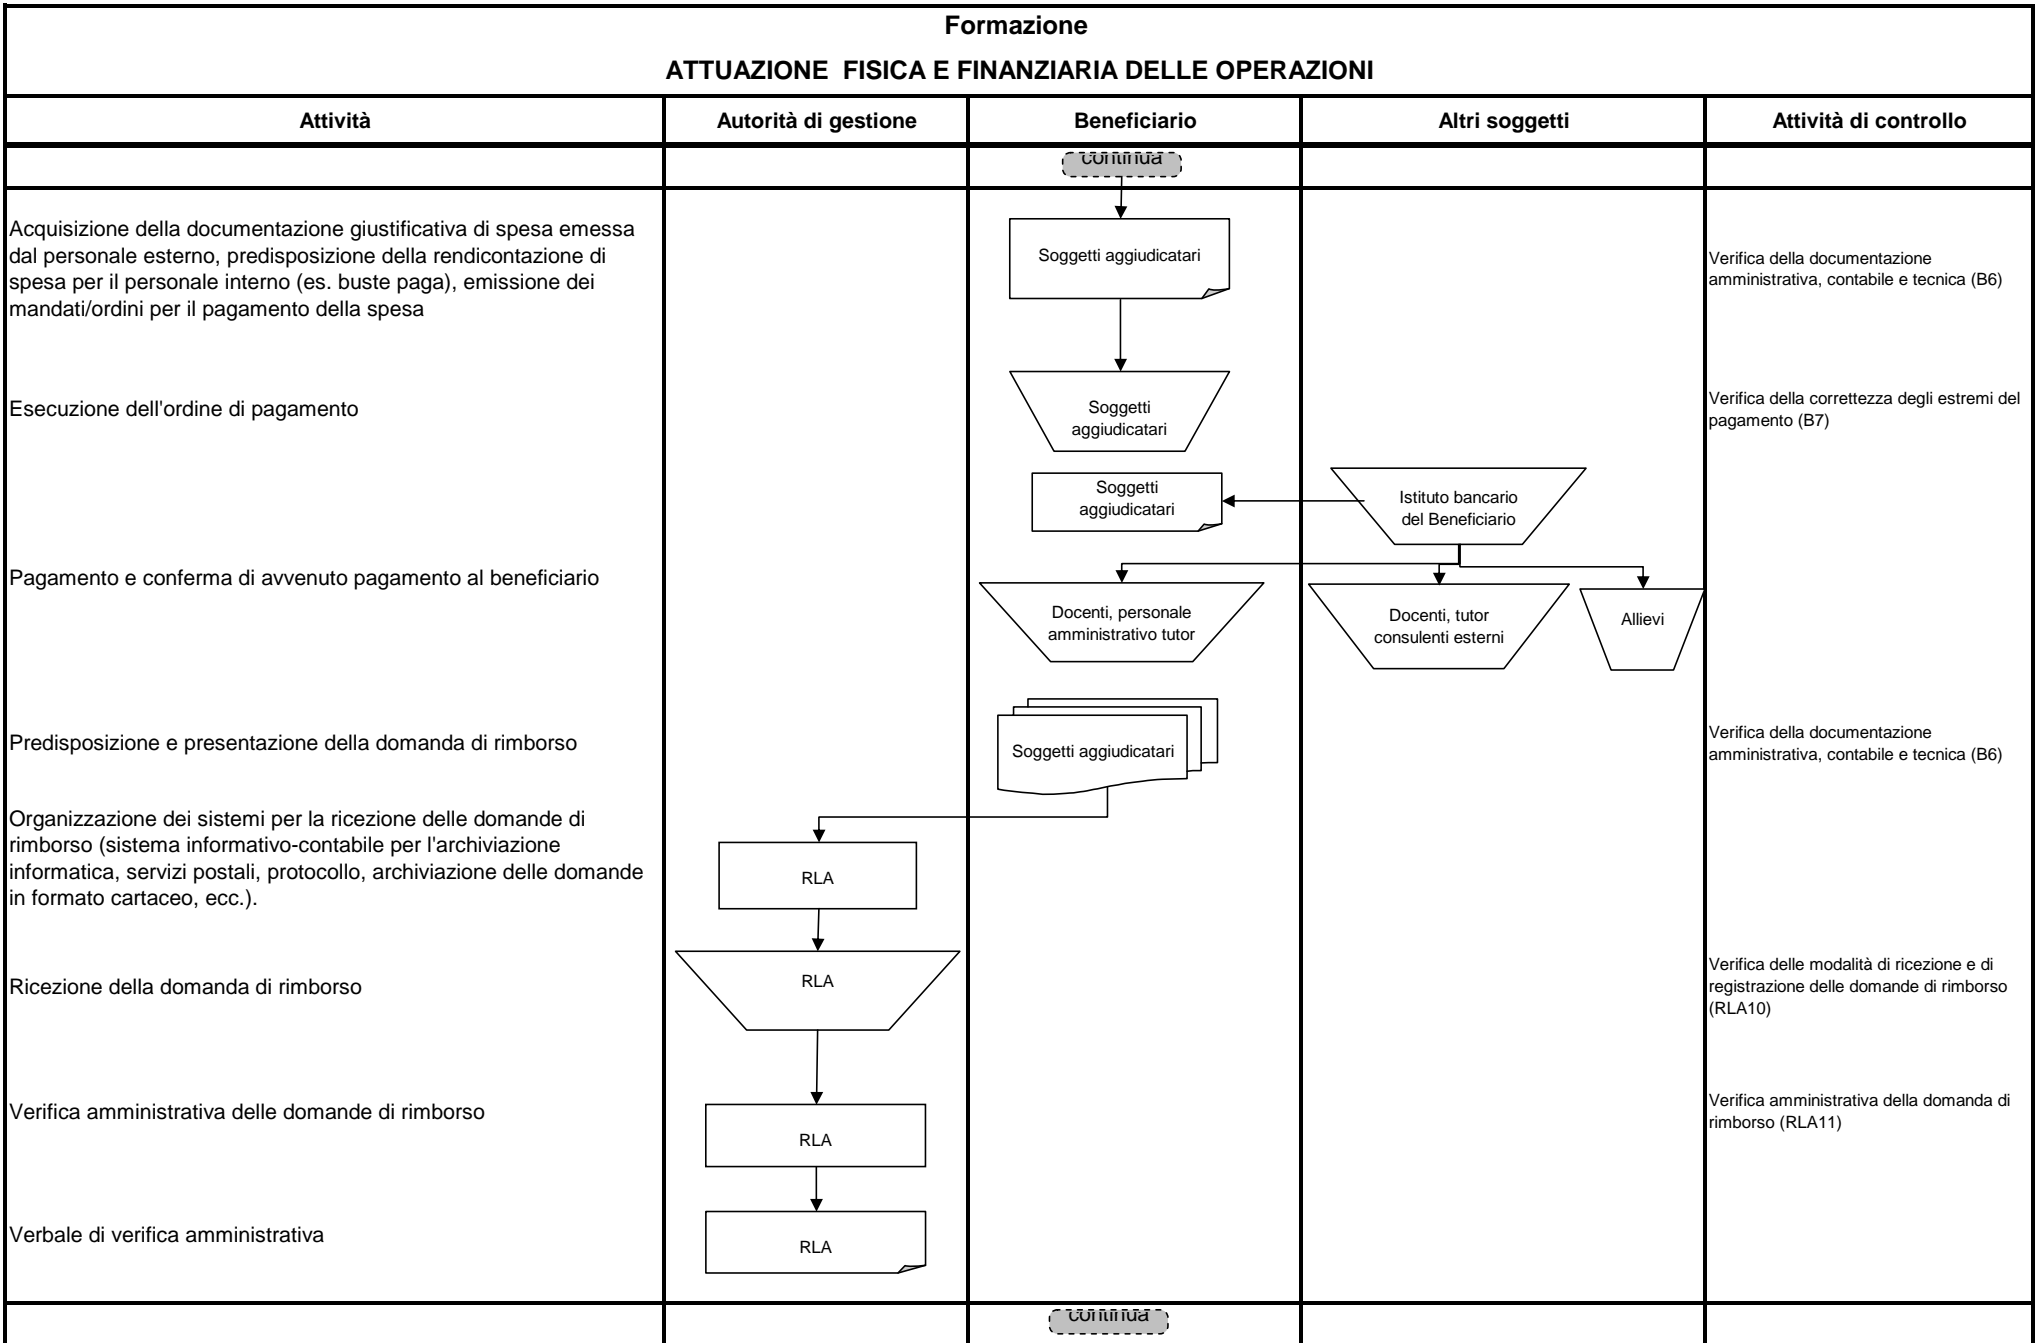 Formazione
ATTUAZIONE FISICA E FINANZIARIA DELLE OPERAZIONI
Attività
Autorità di gestione
Beneficiario
Altri soggetti
Attività di controllo
continua
Acquisizione della documentazione giustificativa di spesa emessa
dal personale esterno, predisposizione della rendicontazione di
spesa per il personale interno (es. buste paga), emissione dei
mandati/ordini per il pagamento della spesa
Soggetti aggiudicatari
Verifica della documentazione
amministrativa, contabile e tecnica (B6)
Esecuzione dell'ordine di pagamento
Soggetti
aggiudicatari
Verifica della correttezza degli estremi del
pagamento (B7)
Soggetti
aggiudicatari
Istituto bancario
del Beneficiario
Pagamento e conferma di avvenuto pagamento al beneficiario
Docenti, personale
amministrativo tutor
Docenti, tutor
consulenti esterni
Allievi
Predisposizione e presentazione della domanda di rimborso
Soggetti aggiudicatari
Verifica della documentazione
amministrativa, contabile e tecnica (B6)
Organizzazione dei sistemi per la ricezione delle domande di
rimborso (sistema informativo-contabile per l'archiviazione
informatica, servizi postali, protocollo, archiviazione delle domande
in formato cartaceo, ecc.).
RLA
Ricezione della domanda di rimborso
RLA
Verifica delle modalità di ricezione e di
registrazione delle domande di rimborso
(RLA10)
Verifica amministrativa delle domande di rimborso
RLA
Verifica amministrativa della domanda di
rimborso (RLA11)
Verbale di verifica amministrativa
RLA
continua